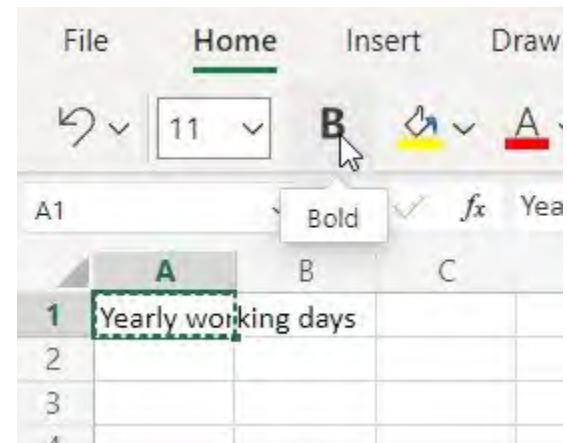 File Home Insert Draw
11 B A
A1 Bold fx Yea
A B C
1 Yearly working days
2
3